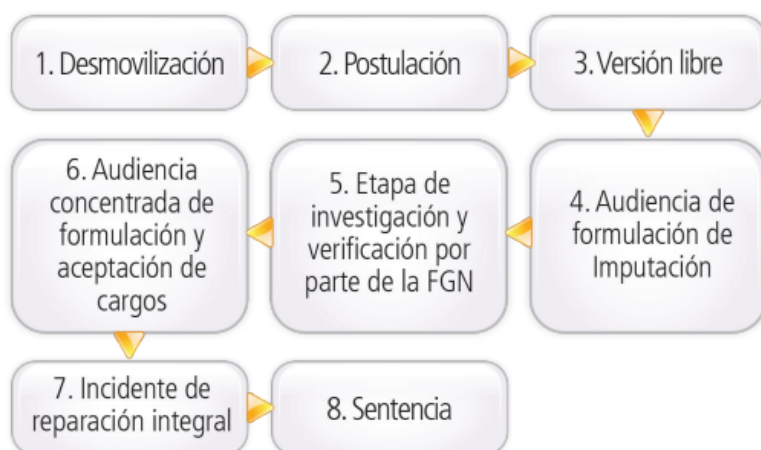 1. Desmovilización
2. Postulación
3. Versión libre
4. Audiencia de
formulación de
Imputación
5. Etapa de
investigación y
verificación por
parte de la FGN
6. Audiencia
concentrada de
formulación y
aceptación de
cargos
7. Incidente de
reparación integral
8. Sentencia